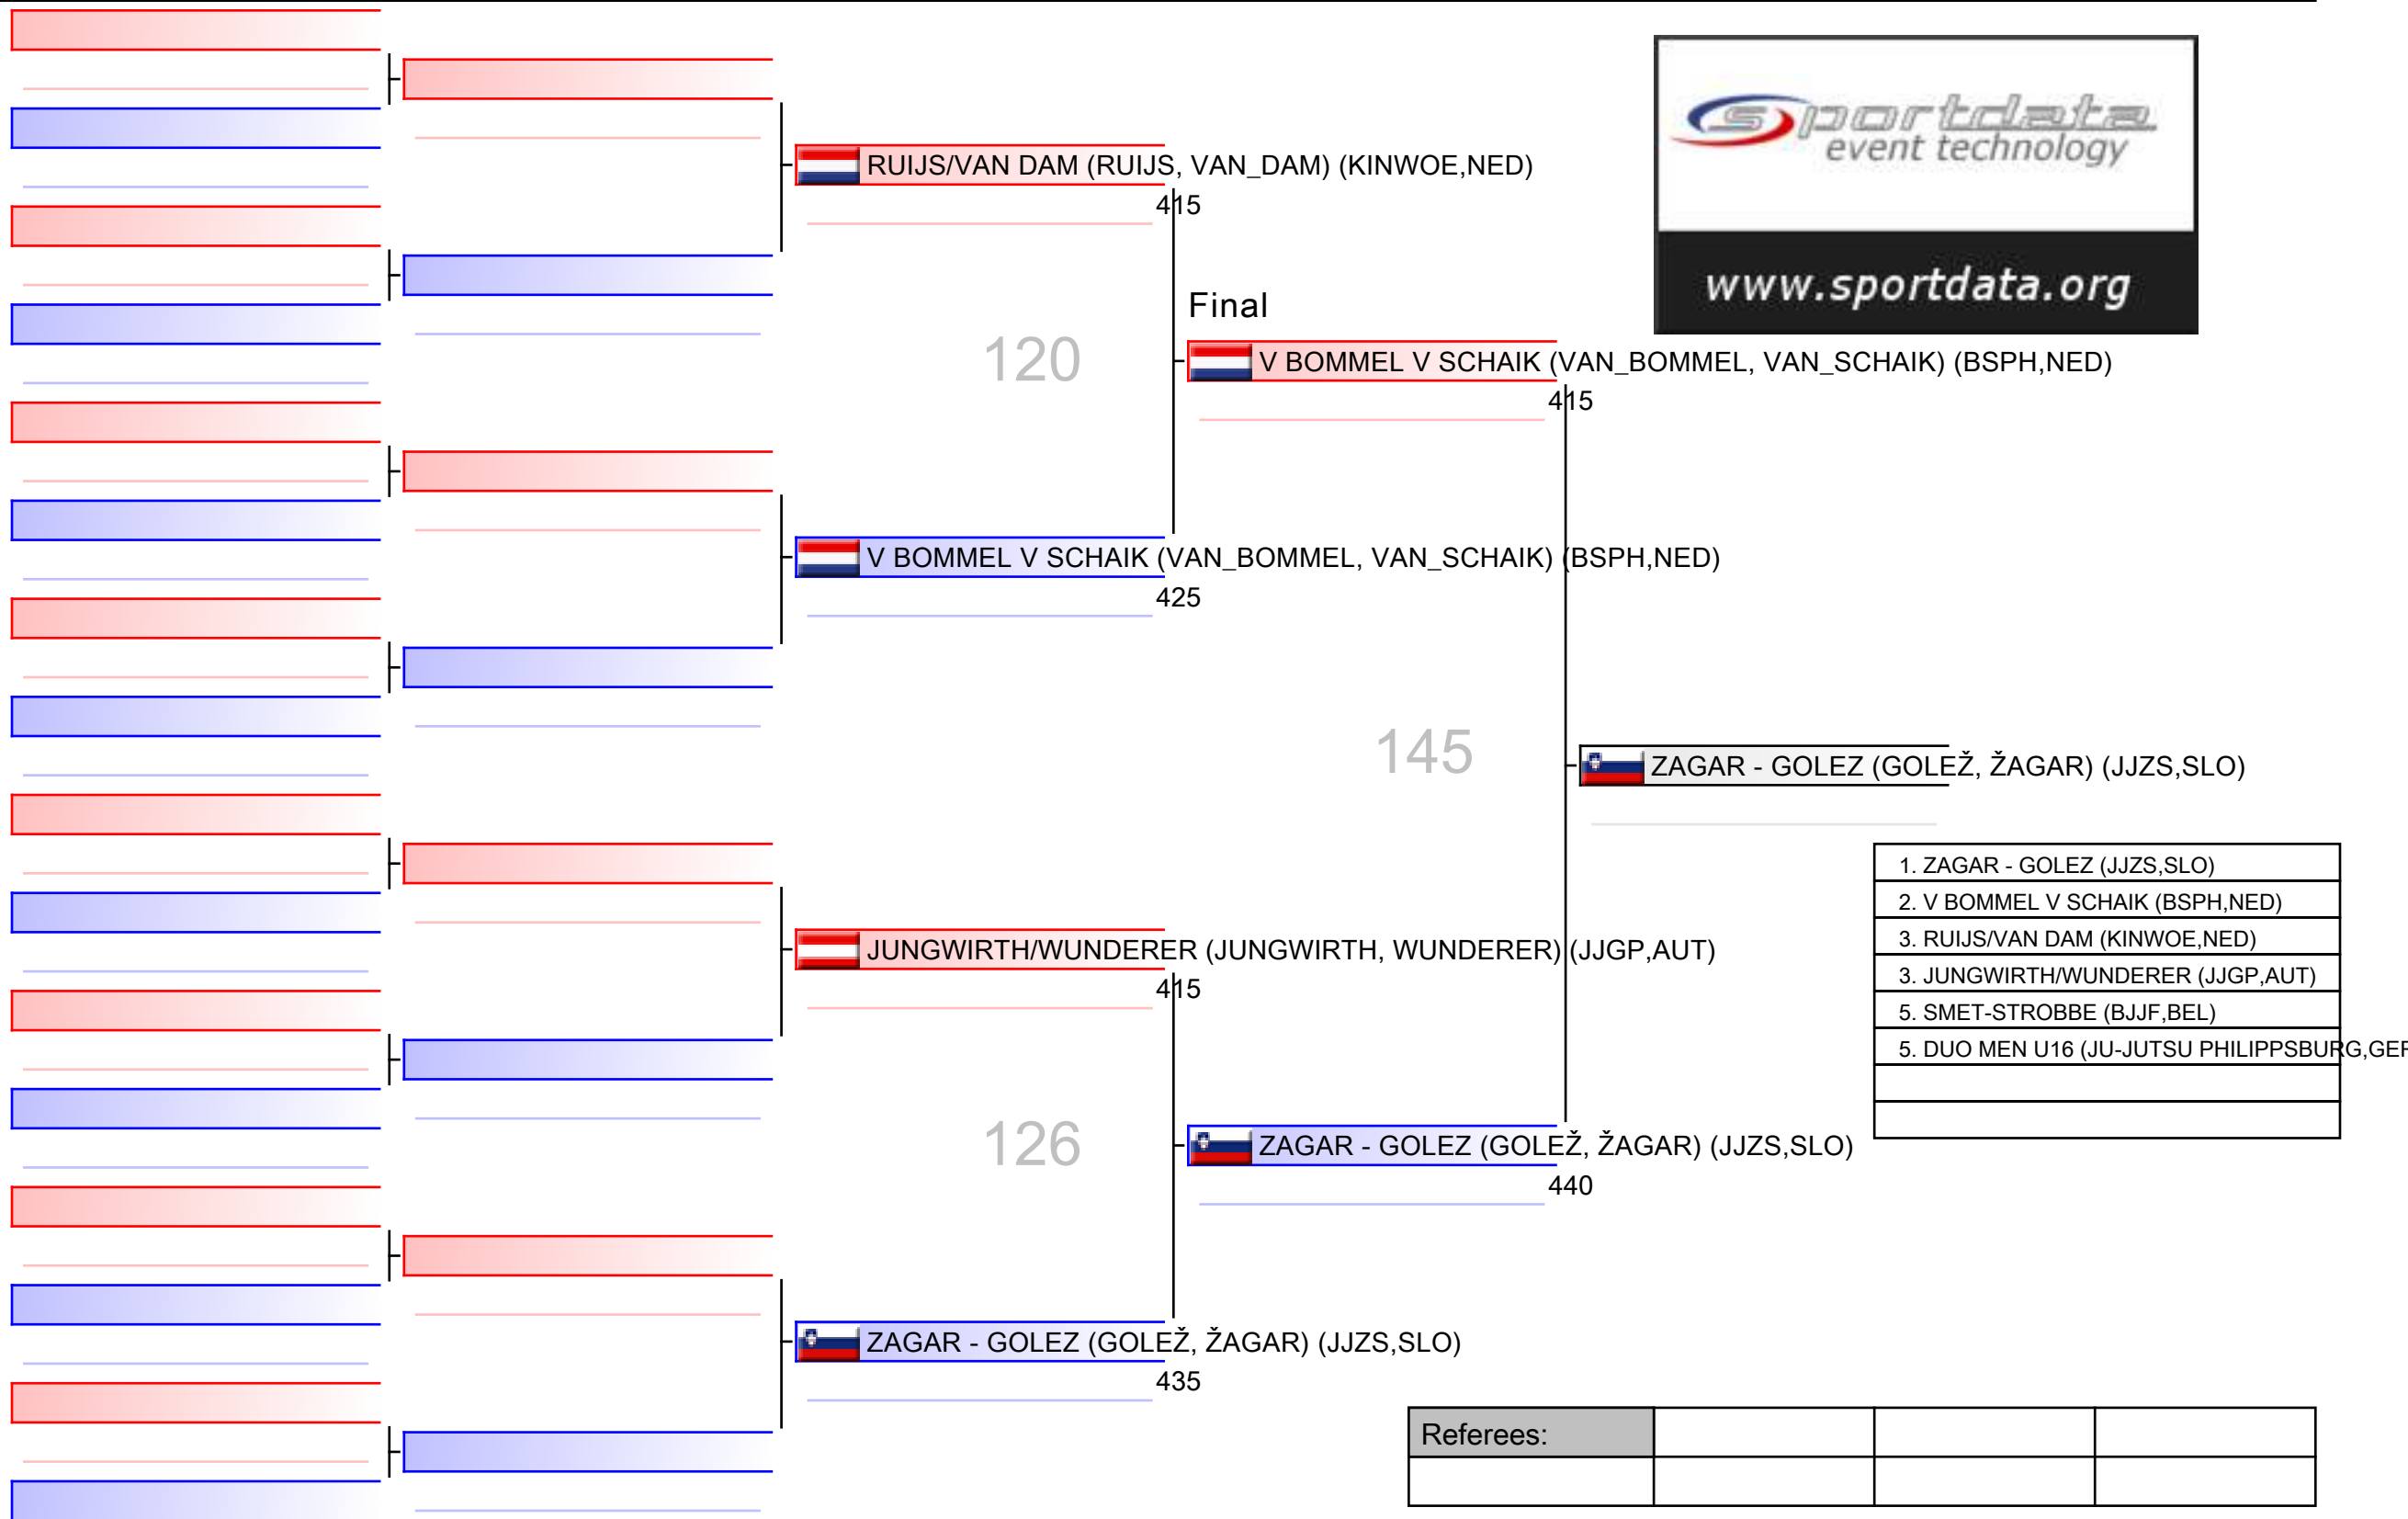 sportdata
event technology
www.sportdata.org
RUIJS/VAN DAM (RUIJS, VAN_DAM) (KINWOE,NED)
415
Final
120
V BOMMEL V SCHAIK (VAN_BOMMEL, VAN_SCHAIK) (BSPH,NED)
415
V BOMMEL V SCHAIK (VAN_BOMMEL, VAN_SCHAIK) (BSPH,NED)
425
145
ZAGAR - GOLEZ (GOLEŽ, ŽAGAR) (JJZS,SLO)
1. ZAGAR - GOLEZ (JJZS,SLO)
2. V BOMMEL V SCHAIK (BSPH,NED)
3. RUIJS/VAN DAM (KINWOE,NED)
3. JUNGWIRTH/WUNDERER (JJGP,AUT)
5. SMET-STROBBE (BJJF,BEL)
5. DUO MEN U16 (JU-JUTSU PHILIPPSBURG,GER
JUNGWIRTH/WUNDERER (JUNGWIRTH, WUNDERER) (JJGP,AUT)
415
126
ZAGAR - GOLEZ (GOLEŽ, ŽAGAR) (JJZS,SLO)
440
ZAGAR - GOLEZ (GOLEŽ, ŽAGAR) (JJZS,SLO)
435
Referees: